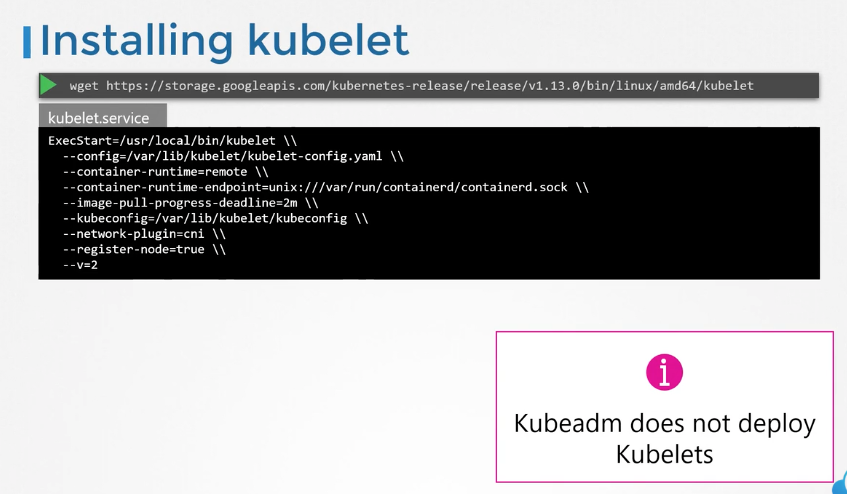 Installing kubelet
wget https://storage.googleapis.com/kubernetes-release/release/v1.13.0/bin/linux/amd64/kubelet
kubelet.service
ExecStart=/usr/local/bin/kubelet \\
--config=/var/lib/kubelet/kubelet-config.yaml \\
--container-runtime=remote \\
--container-runtime-endpoint=unix:///var/run/containerd/containerd.sock \\
--image-pull-progress-deadline=2m \\
--kubeconfig=/var/lib/kubelet/kubeconfig \\
--network-plugin=cni \\
--register-node=true \\
--v=2
i
Kubeadm does not deploy
Kubelets